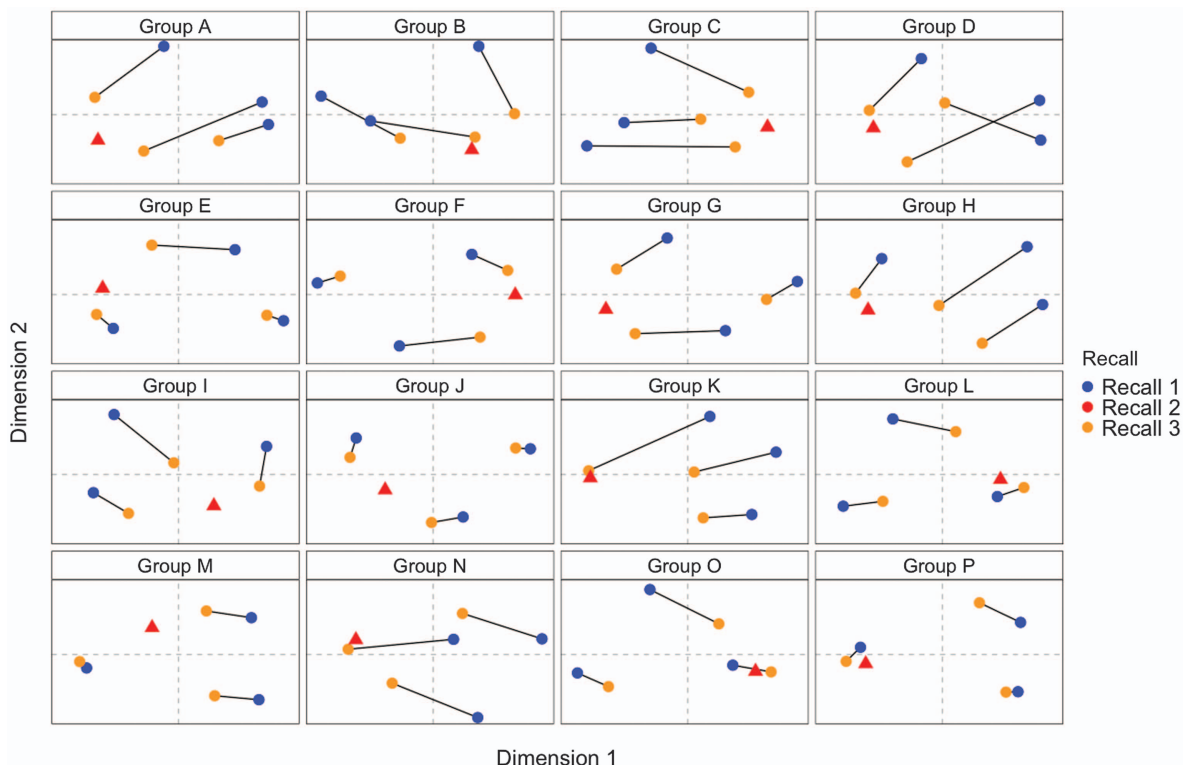 Group A
Group B
Group C
Group D
Group E
Group F
Group G
Group H
Group I
Group J
Group K
Group L
Group M
Group N
Group O
Group P
Dimension 2
Dimension 1
Recall
Recall 1
Recall 2
Recall 3